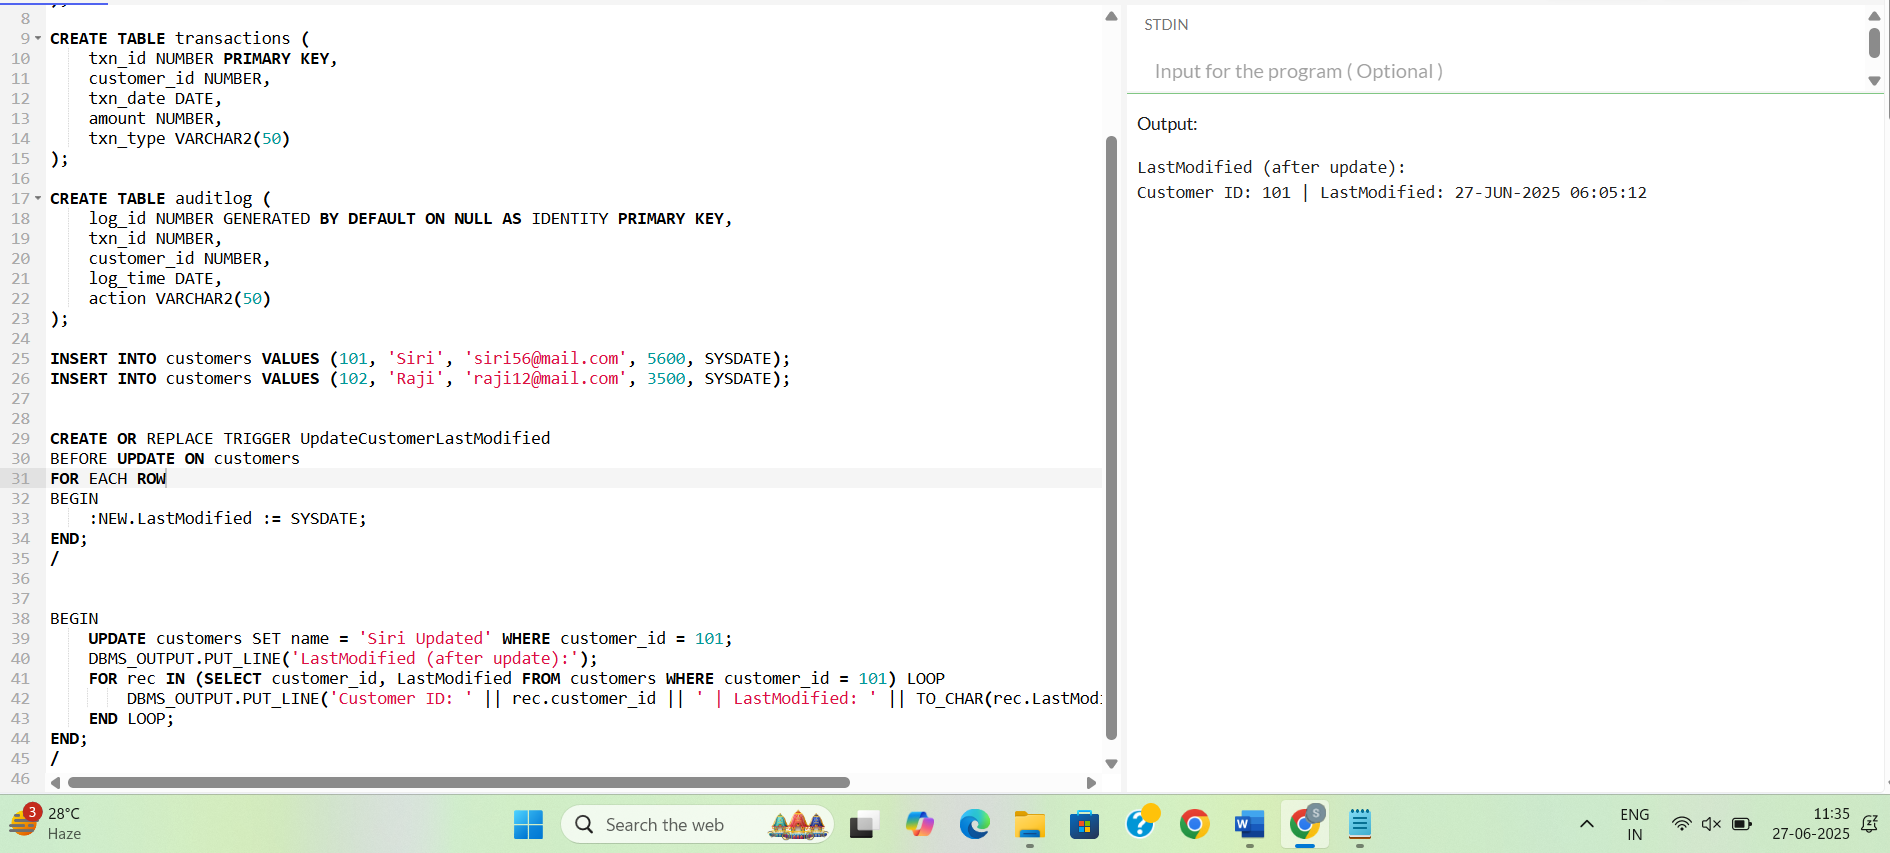 8
9 CREATE TABLE transactions (
10 txn_id NUMBER PRIMARY KEY,
11 customer_id NUMBER,
12 txn_date DATE,
13 amount NUMBER,
14 txn_type VARCHAR2(50)
15 );
16
17 CREATE TABLE auditlog (
18 log_id NUMBER GENERATED BY DEFAULT ON NULL AS IDENTITY PRIMARY KEY,
19 txn_id NUMBER,
20 customer_id NUMBER,
21 log_time DATE,
22 action VARCHAR2(50)
23 );
24
25 INSERT INTO customers VALUES (101, 'Siri', 'siri56@mail.com', 5600, SYSDATE);
26 INSERT INTO customers VALUES (102, 'Raji', 'raji12@mail.com', 3500, SYSDATE);
27
28
29 CREATE OR REPLACE TRIGGER UpdateCustomerLastModified
30 BEFORE UPDATE ON customers
31 FOR EACH ROW
32 BEGIN
33 :NEW.LastModified := SYSDATE;
34 END;
35 /
36
37
38 BEGIN
39 UPDATE customers SET name = 'Siri Updated' WHERE customer_id = 101;
40 DBMS_OUTPUT.PUT_LINE('LastModified (after update):');
41 FOR rec IN (SELECT customer_id, LastModified FROM customers WHERE customer_id = 101) LOOP
42 DBMS_OUTPUT.PUT_LINE('Customer ID: ' || rec.customer_id || ' | LastModified: ' || TO_CHAR(rec.LastMod
43 END LOOP;
44 END;
45 /
46
STDIN
Input for the program ( Optional )
Output:
LastModified (after update):
Customer ID: 101 | LastModified: 27-JUN-2025 06:05:12
3
28°C
Haze
Search the web
S
ENG
IN
11:35
27-06-2025